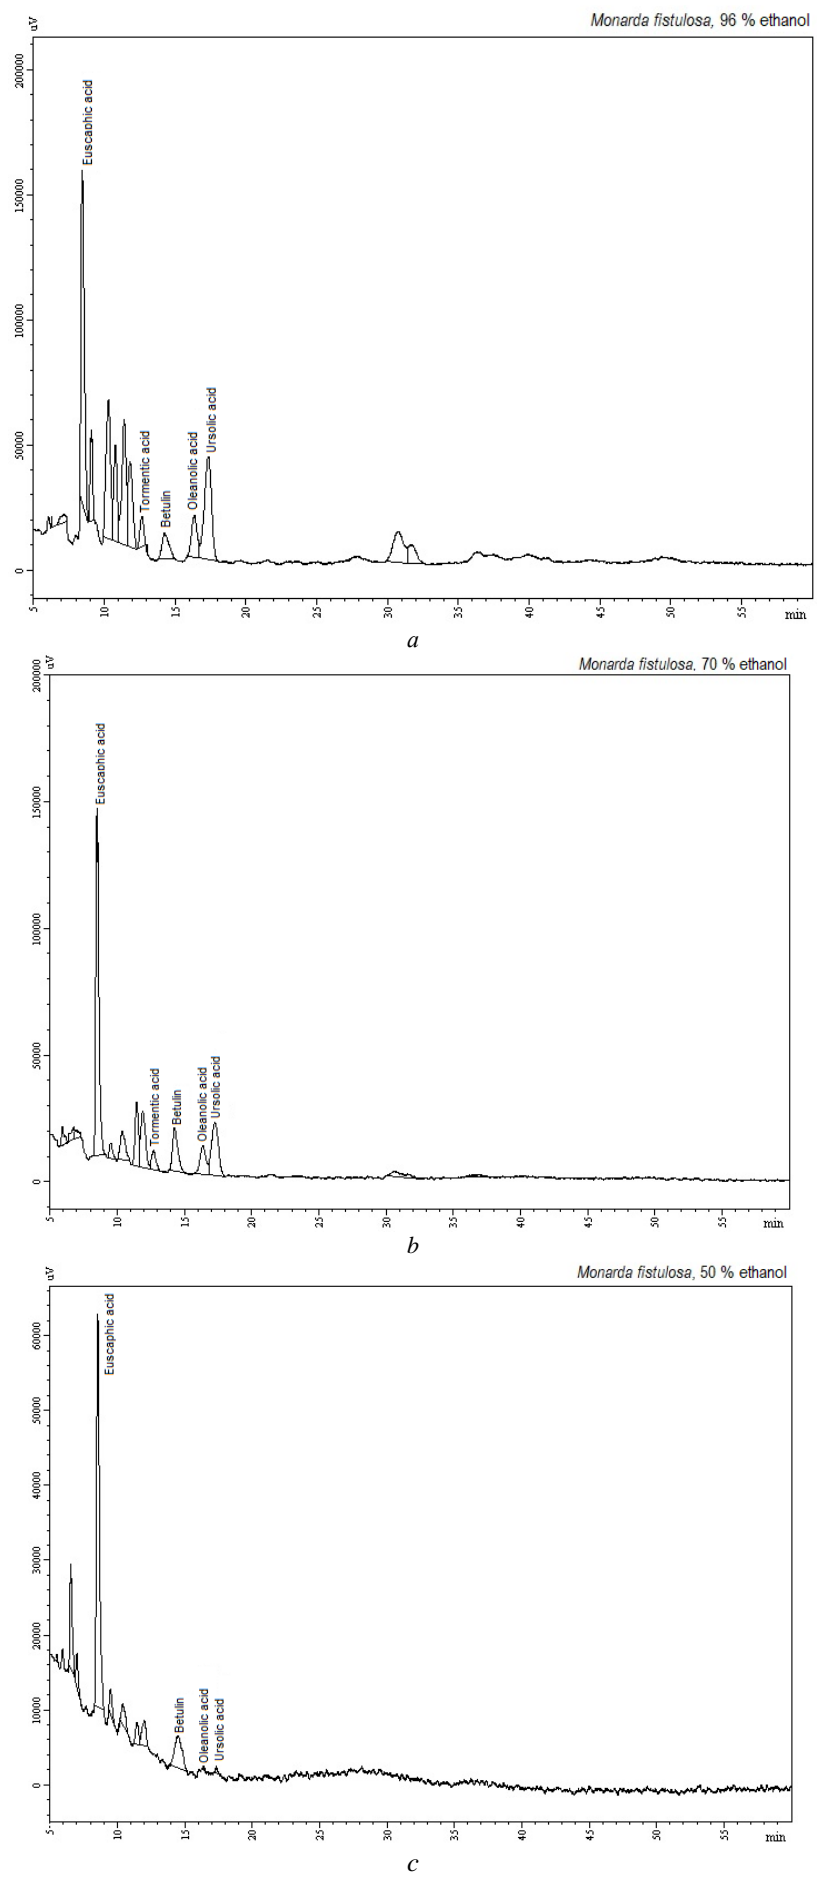 Monarda fistulosa, 96 % ethanol
uV
200000
150000
100000
50000
0
Euscaphic acid
Tormentic acid
Betulin
Oleanolic acid
Ursolic acid
5 10 15 20 25 30 35 40 45 50 55 min
a
Monarda fistulosa, 70 % ethanol
uV
200000
150000
100000
50000
0
Euscaphic acid
Tormentic acid
Betulin
Oleanolic acid
Ursolic acid
5 10 15 20 25 30 35 40 45 50 55 min
b
Monarda fistulosa, 50 % ethanol
uV
60000
50000
40000
30000
20000
10000
0
Euscaphic acid
Betulin
Oleanolic acid
Ursolic acid
5 10 15 20 25 30 35 40 45 50 55 min
c